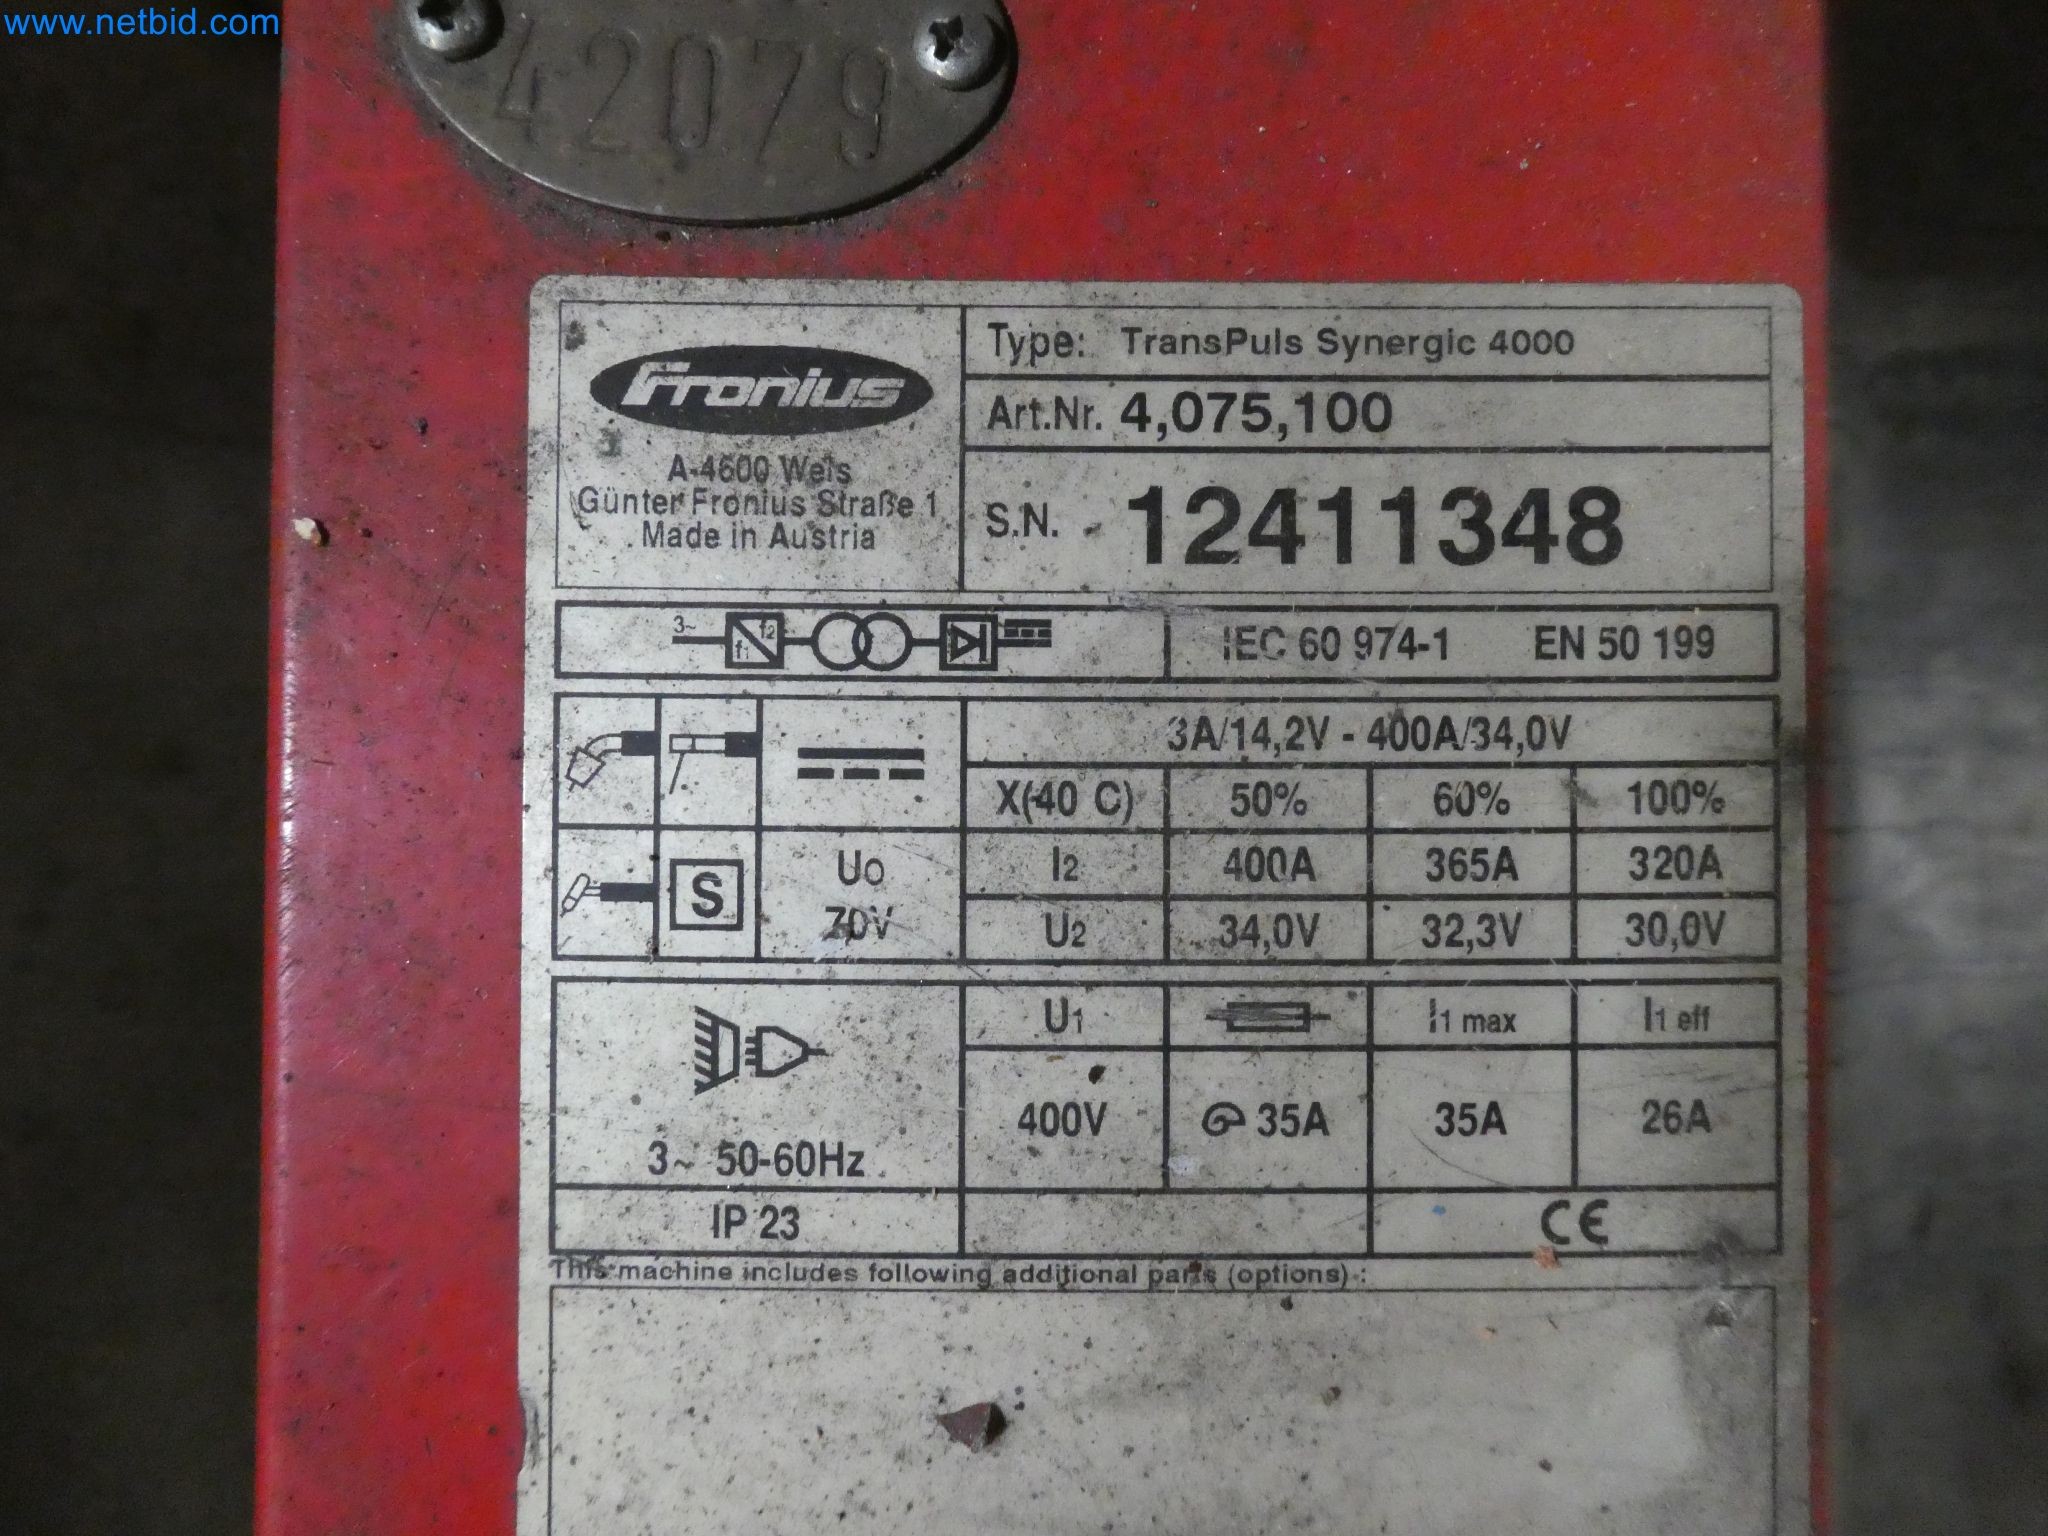 www.netbid.com
42079
Fronius
A-4600 Wels
Günter Fronius Straße 1
Made in Austria
Type: TransPuls Synergic 4000
Art.Nr. 4,075,100
S.N. 12411348
3~ f1 f2
IEC 60 974-1 EN 50 199
3A/14,2V - 400A/34,0V
X(40 C) 50% 60% 100%
S
U0
70V
I2 400A 365A 320A
U2 34,0V 32,3V 30,0V
U1 I1 max I1 eff
400V 35A 35A 26A
3~ 50-60Hz
IP 23
CE
This machine includes following additional parts (options) :